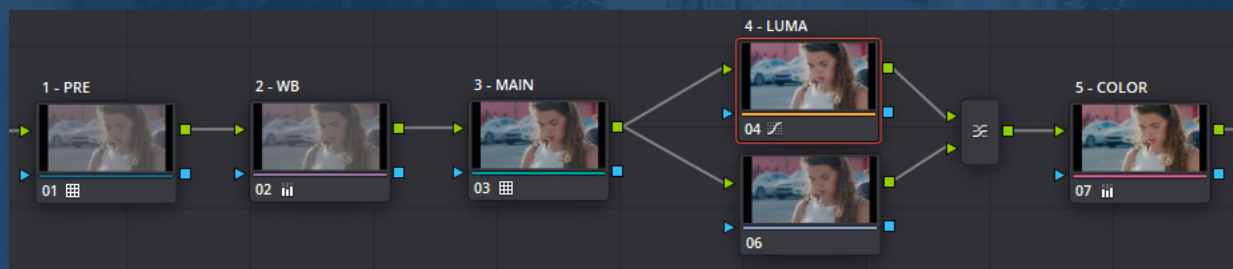 1 - PRE
01
2 - WB
02
3 - MAIN
03
4 - LUMA
04
06
5 - COLOR
07